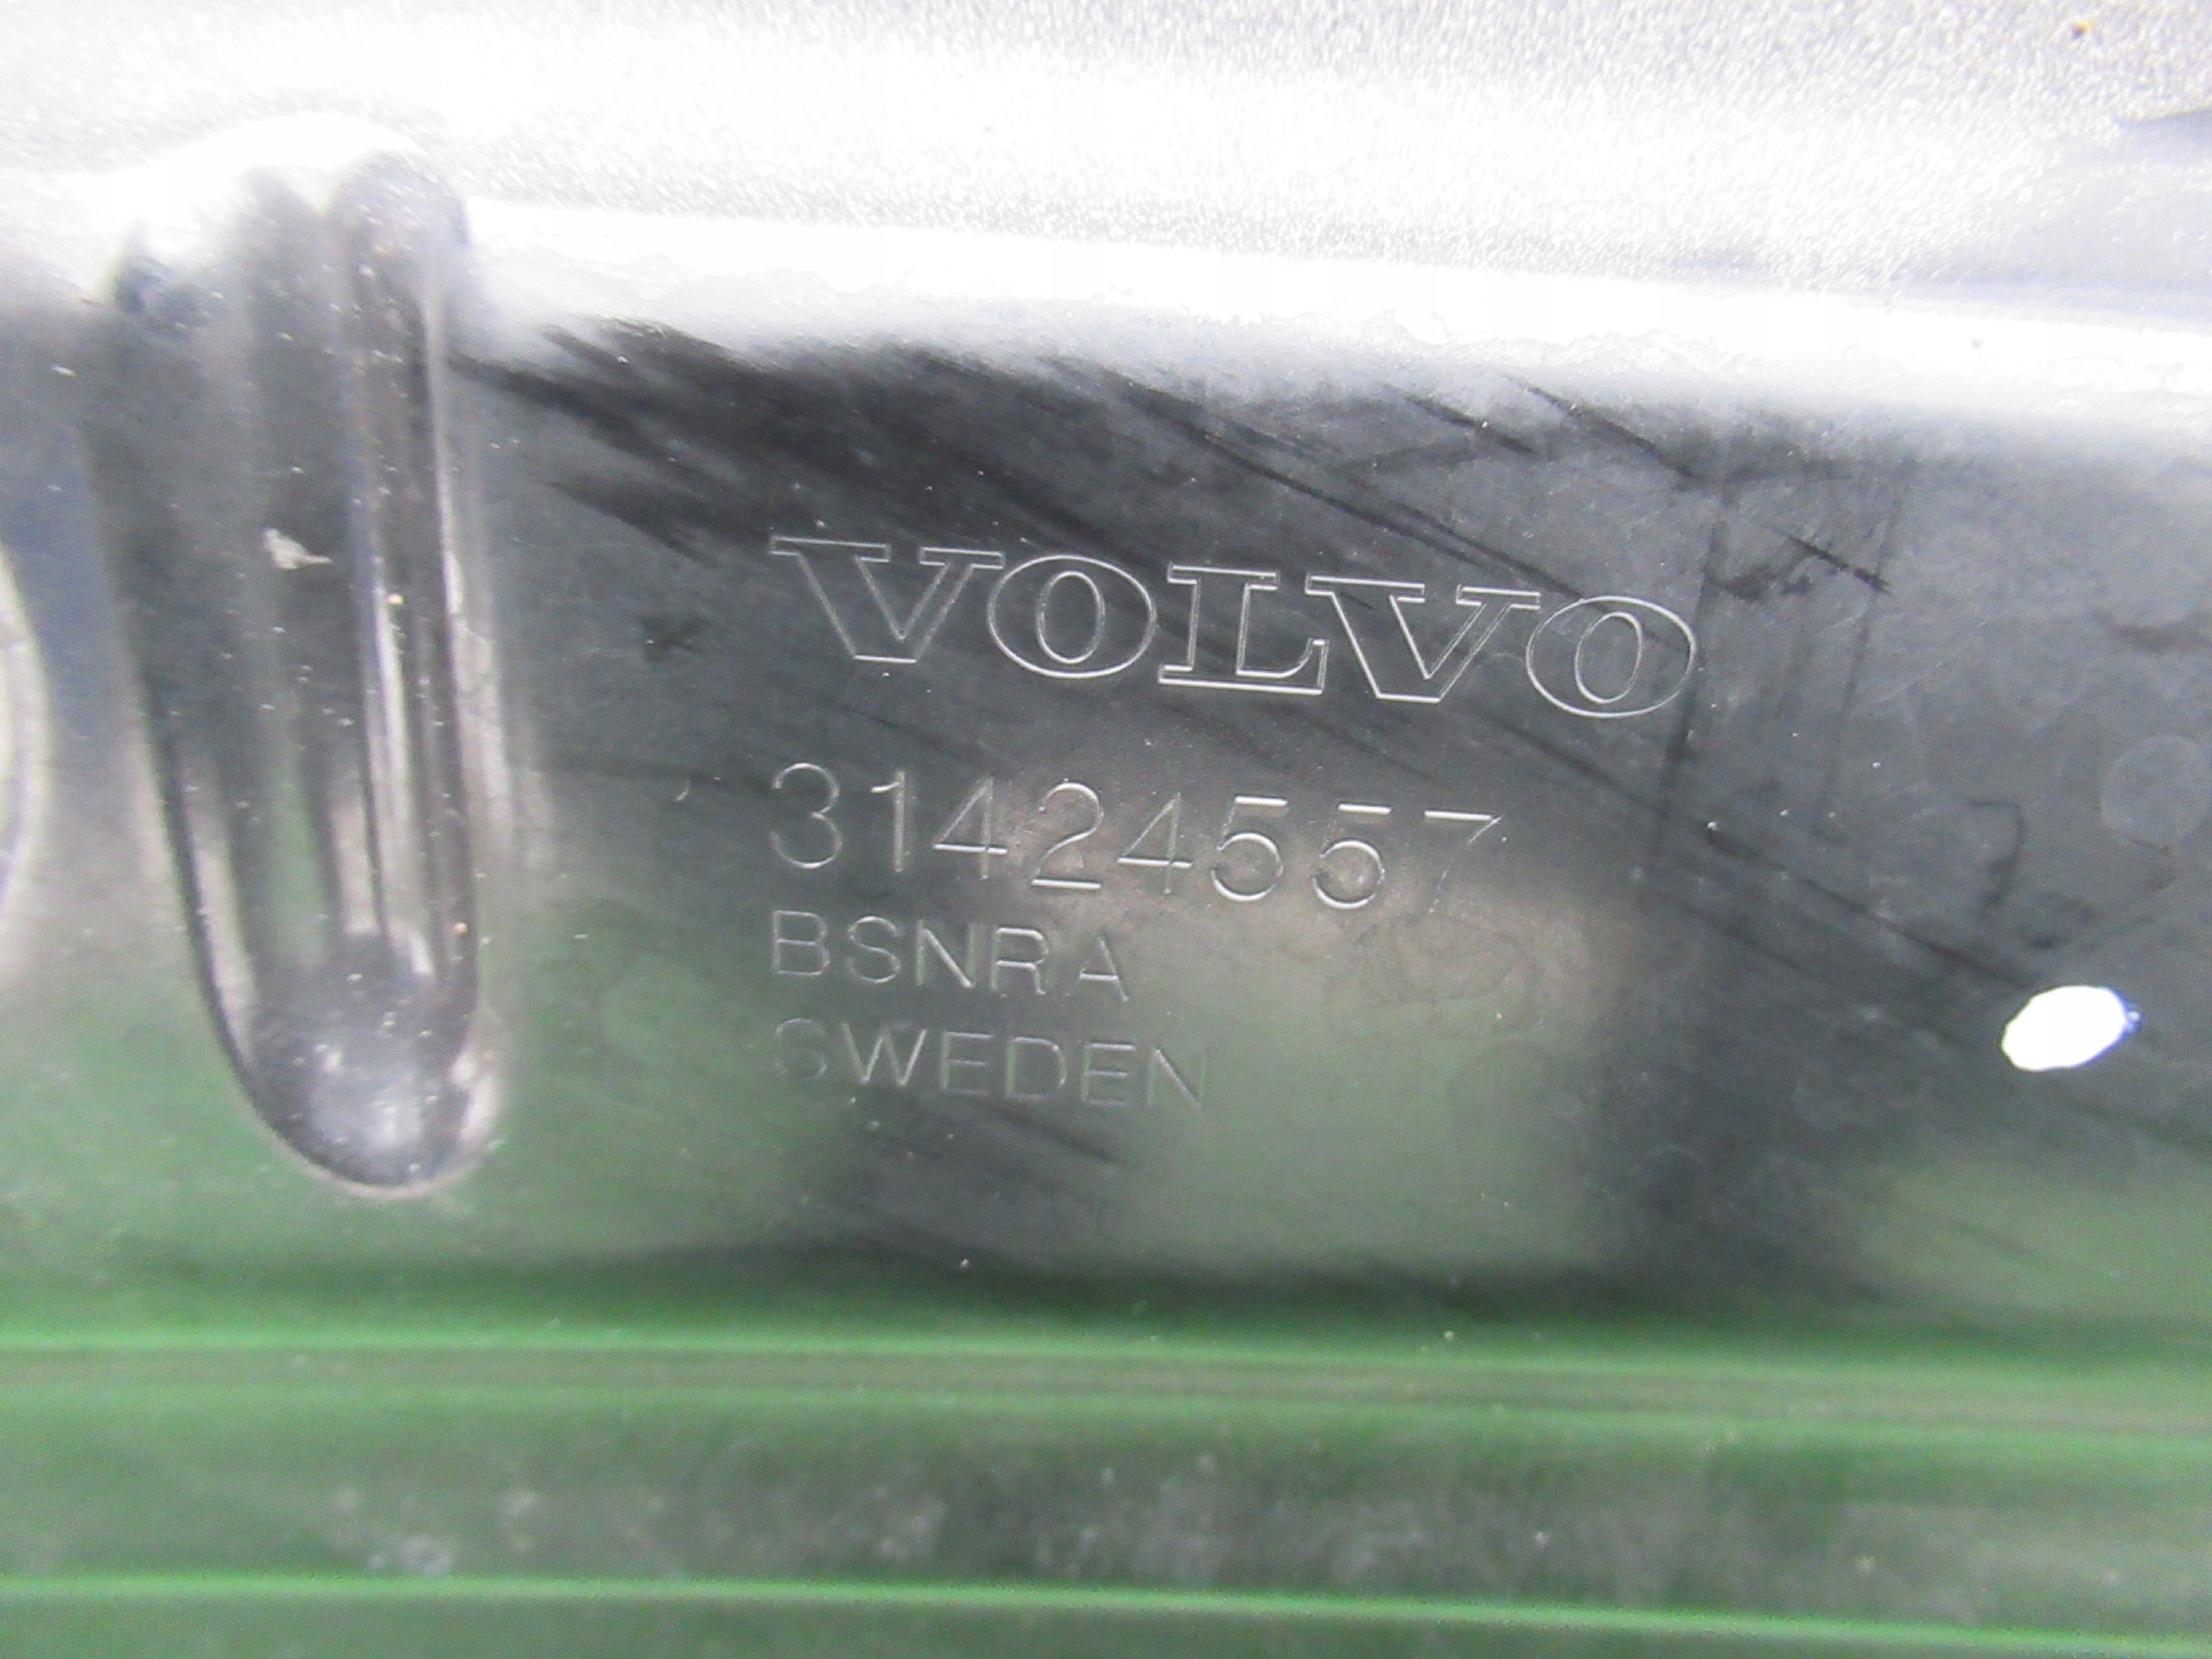 VOLVO
31424557
BSNRA
SWEDEN